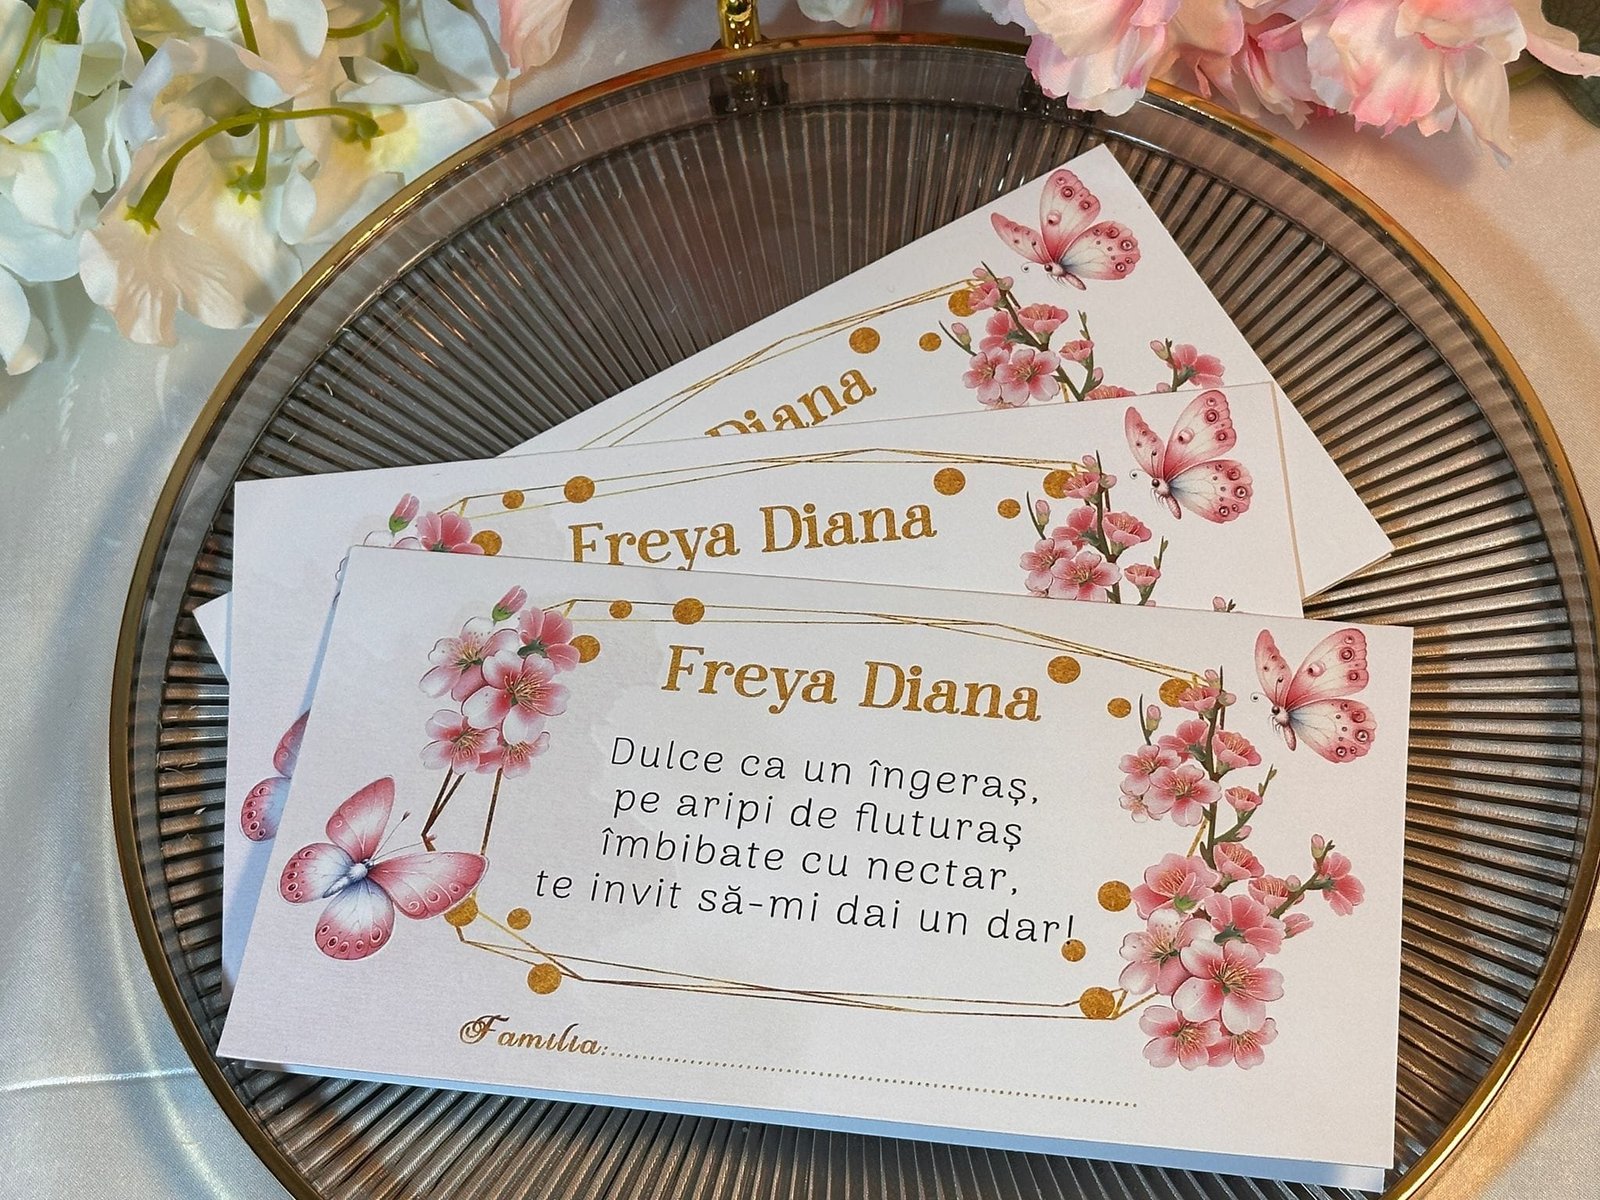 Diana
Freya Diana
Freya Diana
Dulce ca un îngeraș,
pe aripi de fluturaș
îmbibate cu nectar,
te invit să-mi dai un dar!
Familia:..........................................................................